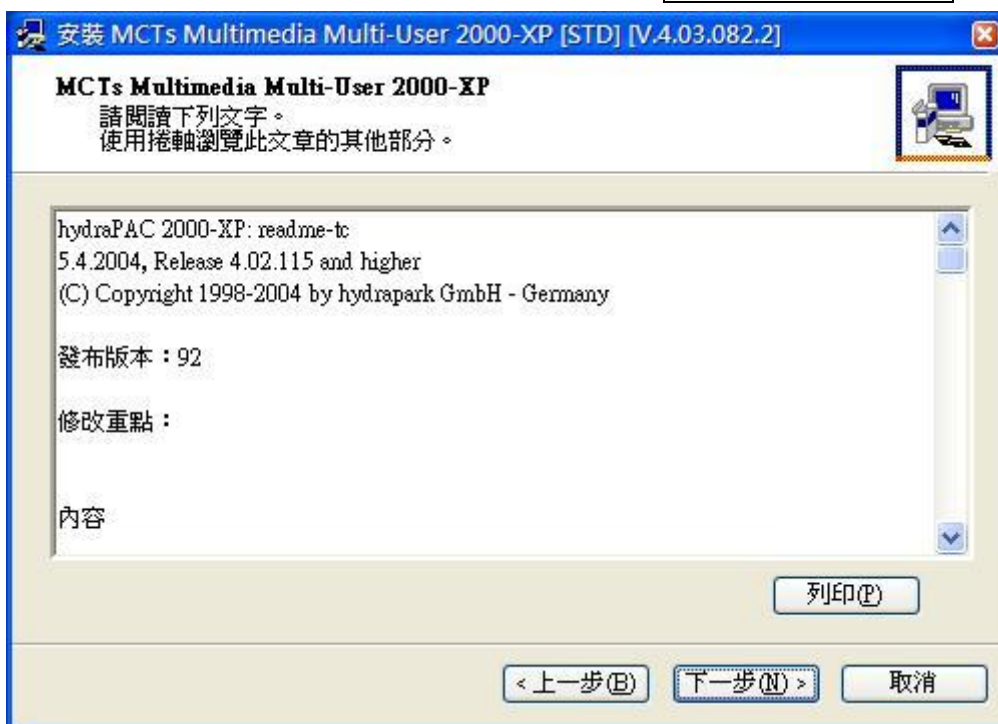 安裝 MCTs Multimedia Multi-User 2000-XP [STD] [V.4.03.082.2]
MCTs Multimedia Multi-User 2000-XP
請閱讀下列文字。
使用捲軸瀏覽此文章的其他部分。
hydraPAC 2000-XP: readme-tc
5.4.2004, Release 4.02.115 and higher
(C) Copyright 1998-2004 by hydrapark GmbH - Germany
發布版本：92
修改重點：
內容
列印(P)
<上一步(B)
下一步(N)>
取消